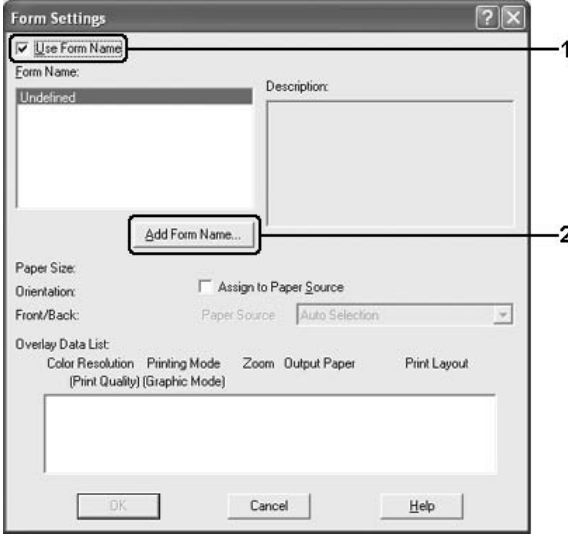 Form Settings
Use Form Name
1
Form Name:
Undefined
Description:
Add Form Name...
2
Paper Size:
Orientation:
Assign to Paper Source
Front/Back:
Paper Source
Auto Selection
Overlay Data List:
Color Resolution Printing Mode Zoom Output Paper Print Layout
(Print Quality) (Graphic Mode)
OK Cancel Help